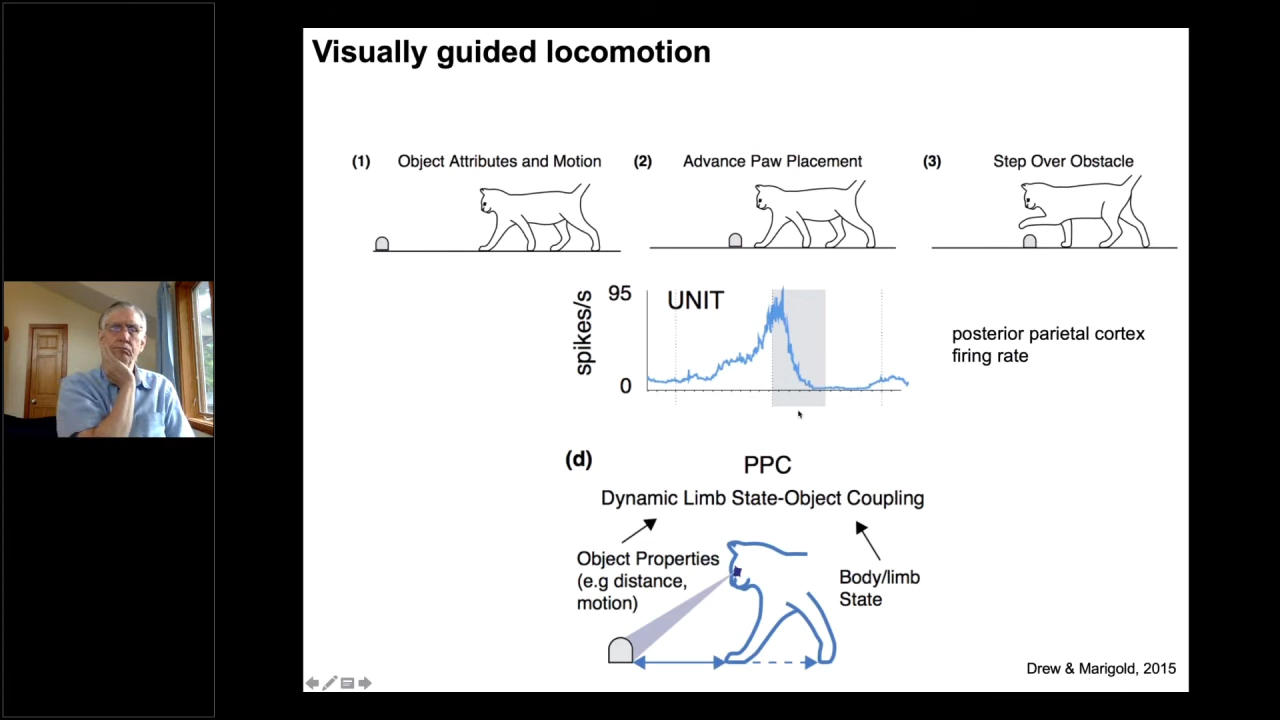 Visually guided locomotion
(1) Object Attributes and Motion
(2) Advance Paw Placement
(3) Step Over Obstacle
95
UNIT
spikes/s
0
posterior parietal cortex
firing rate
(d)
PPC
Dynamic Limb State-Object Coupling
Object Properties
(e.g distance,
motion)
Body/limb
State
Drew & Marigold, 2015